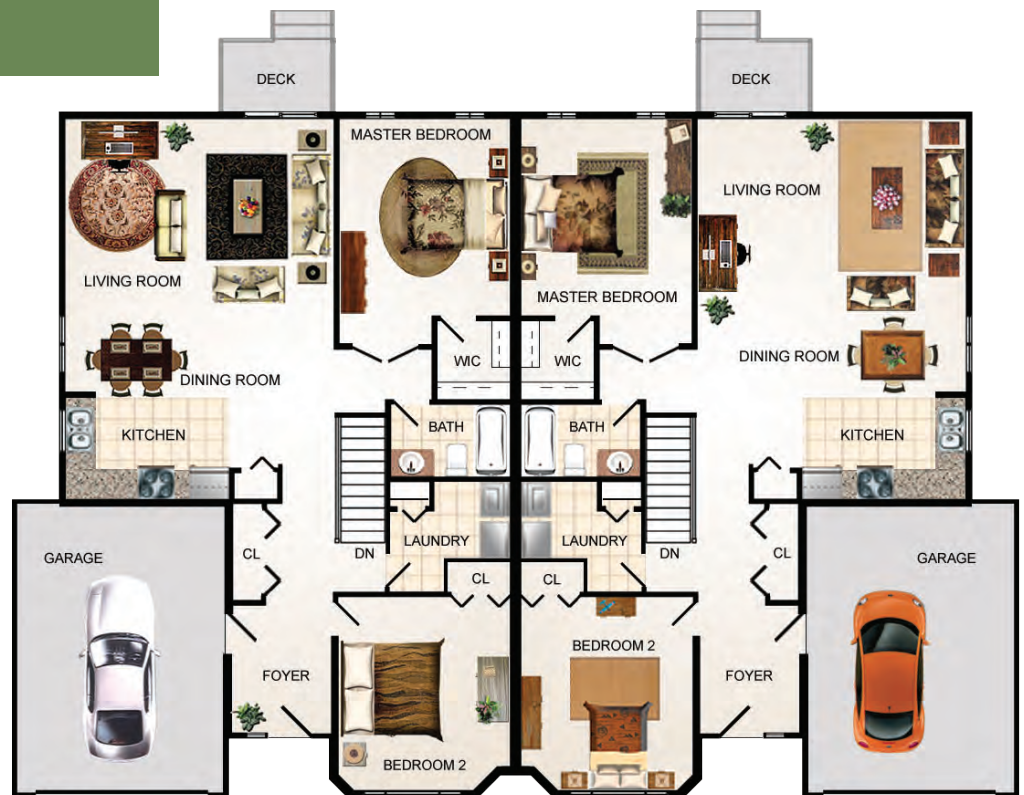 DECK
DECK
MASTER BEDROOM
LIVING ROOM
LIVING ROOM
MASTER BEDROOM
DINING ROOM
WIC
WIC
DINING ROOM
KITCHEN
BATH
BATH
KITCHEN
GARAGE
CL
DN
LAUNDRY
LAUNDRY
DN
CL
GARAGE
CL
CL
FOYER
BEDROOM 2
FOYER
BEDROOM 2